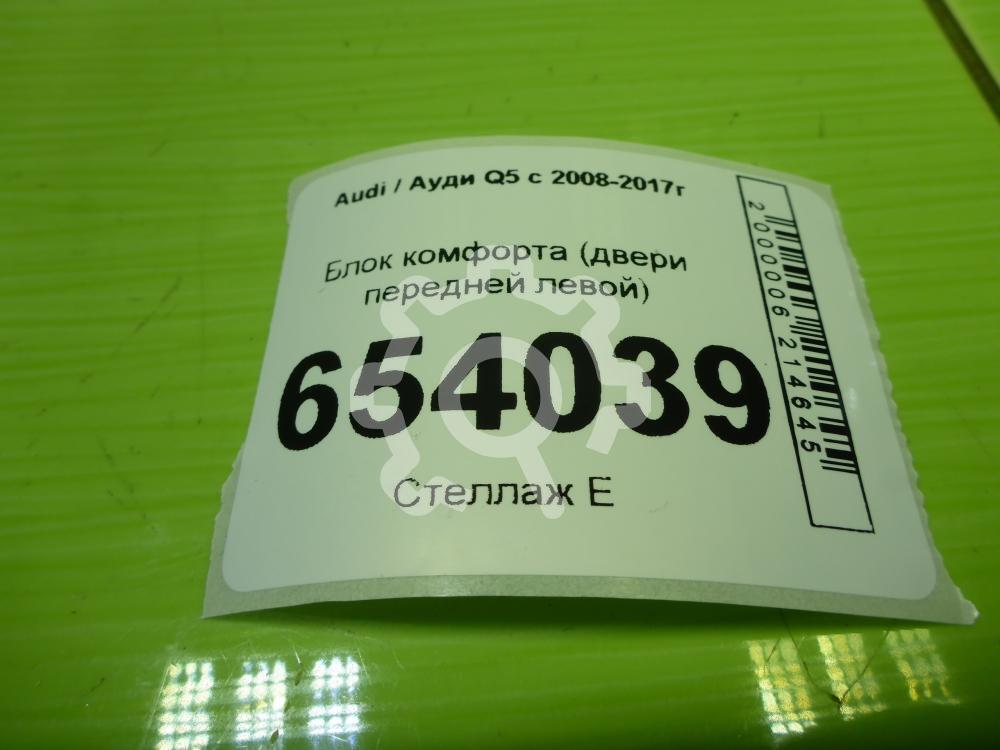 Audi / Ауди Q5 с 2008-2017г
Блок комфорта (двери
передней левой)
654039
Стеллаж Е
2000006214645